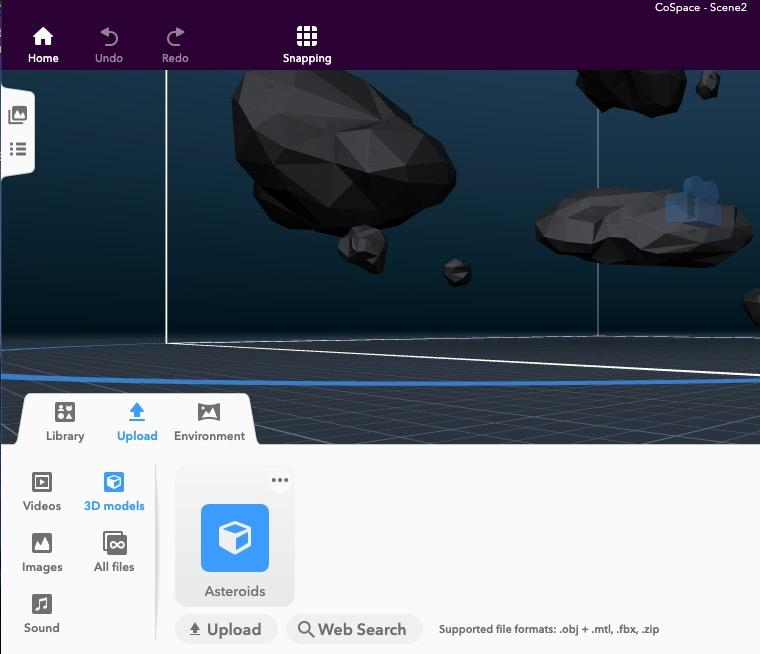 CoSpace - Scene2
Home
Undo
Redo
Snapping
Library
Upload
Environment
Videos
3D models
Images
All files
Sound
Asteroids
Upload
Web Search
Supported file formats: .obj + .mtl, .fbx, .zip